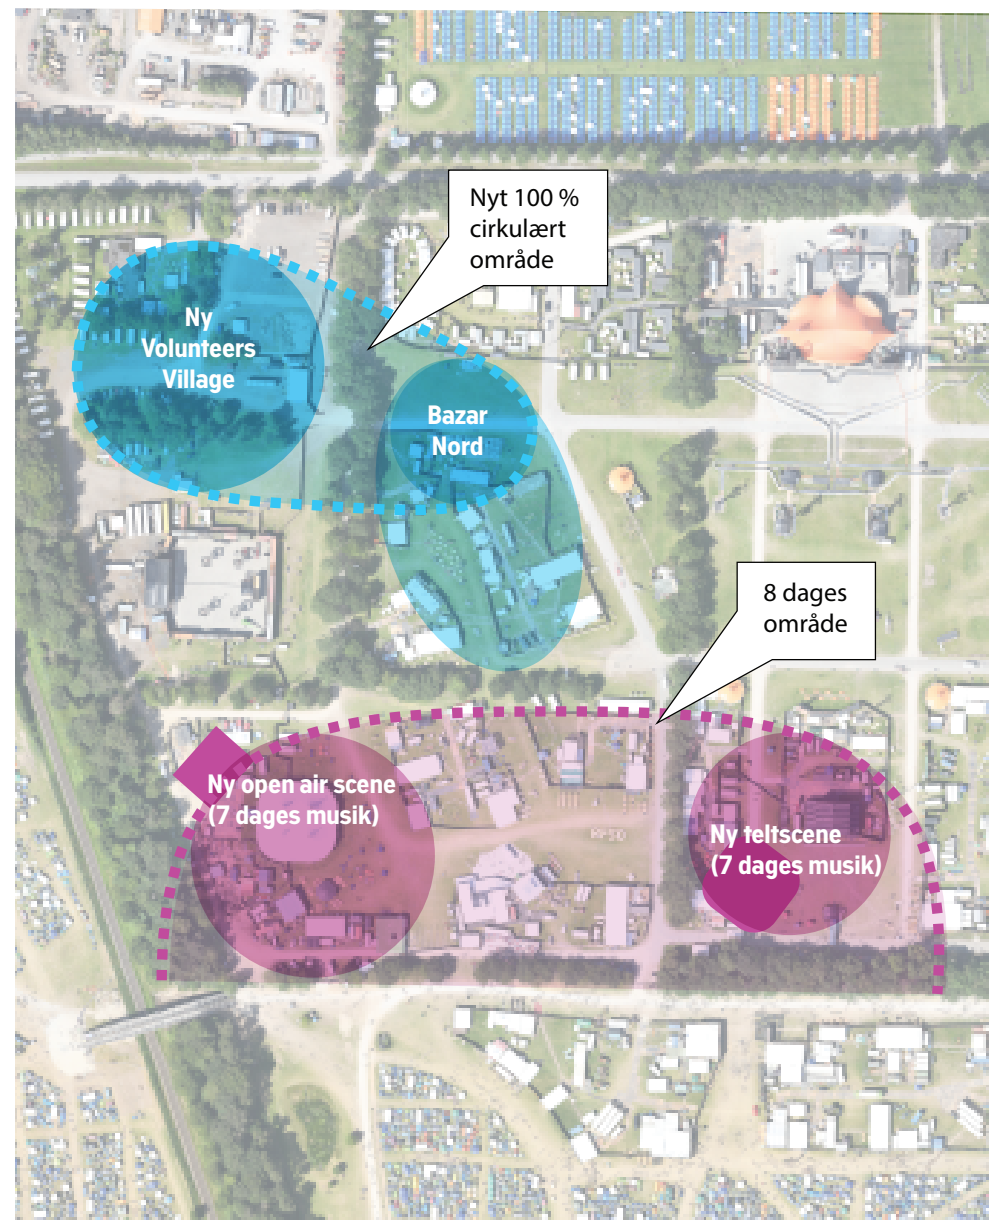 Nyt 100 %
cirkulært
område
Ny
Volunteers
Village
Bazar
Nord
8 dages
område
Ny open air scene
(7 dages musik)
Ny teltscene
(7 dages musik)